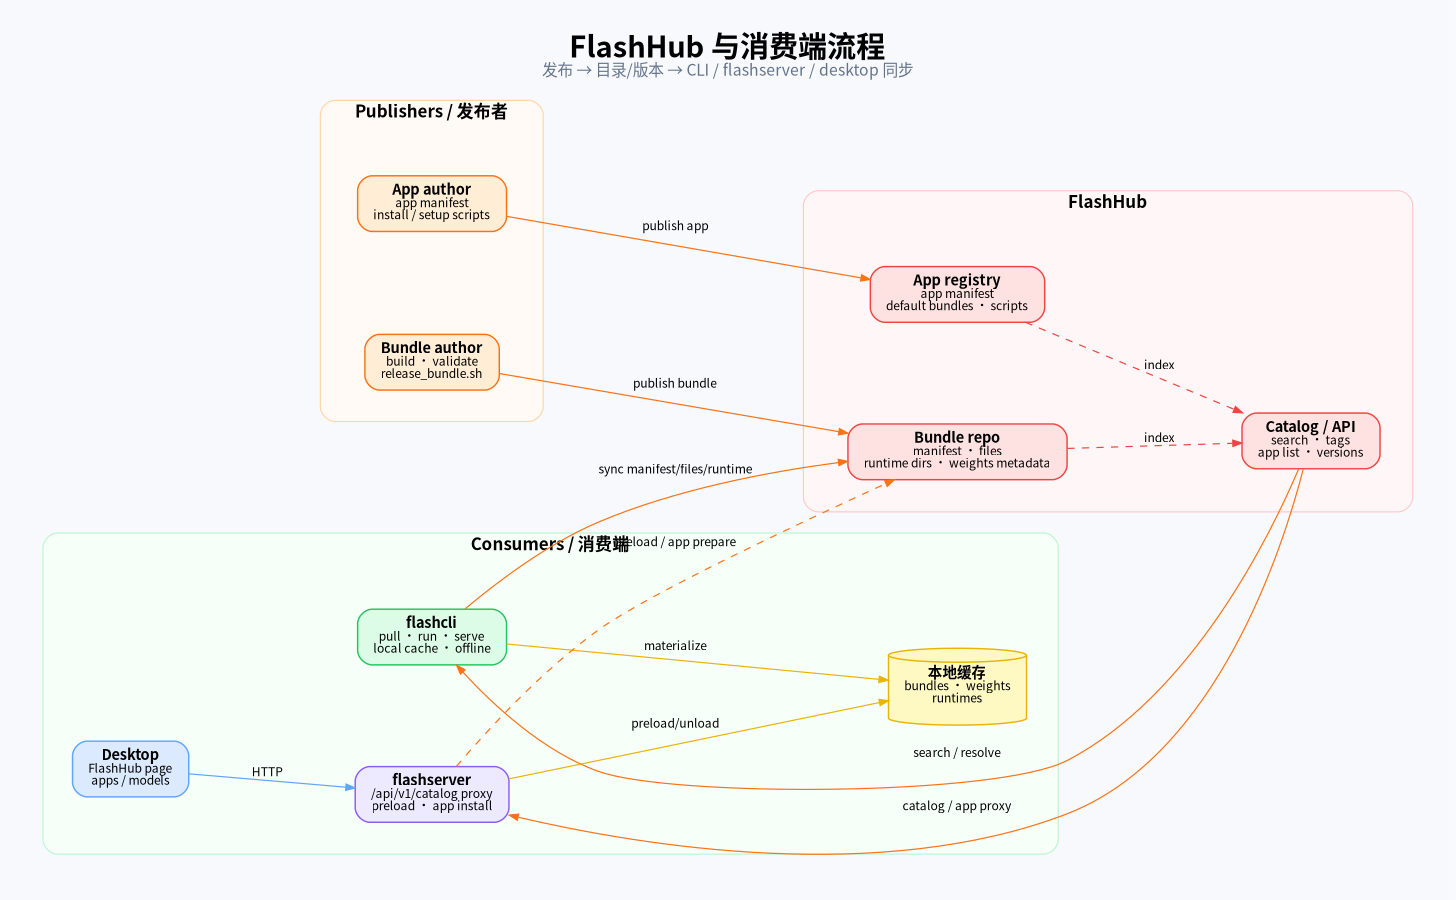 FlashHub 与消费端流程
发布 → 目录/版本 → CLI / flashserver / desktop 同步
Publishers / 发布者
App author
app manifest
install / setup scripts
publish app
Bundle author
build • validate
release_bundle.sh
publish bundle
FlashHub
App registry
app manifest
default bundles • scripts
index
Bundle repo
manifest • files
runtime dirs • weights metadata
index
Catalog / API
search • tags
app list • versions
sync manifest/files/runtime
Consumers / 消费端
/ app prepare
flashcli
pull • run • serve
local cache • offline
materialize
本地缓存
bundles • weights
runtimes
preload/unload
Desktop
FlashHub page
apps / models
HTTP
flashserver
/api/v1/catalog proxy
preload • app install
search / resolve
catalog / app proxy